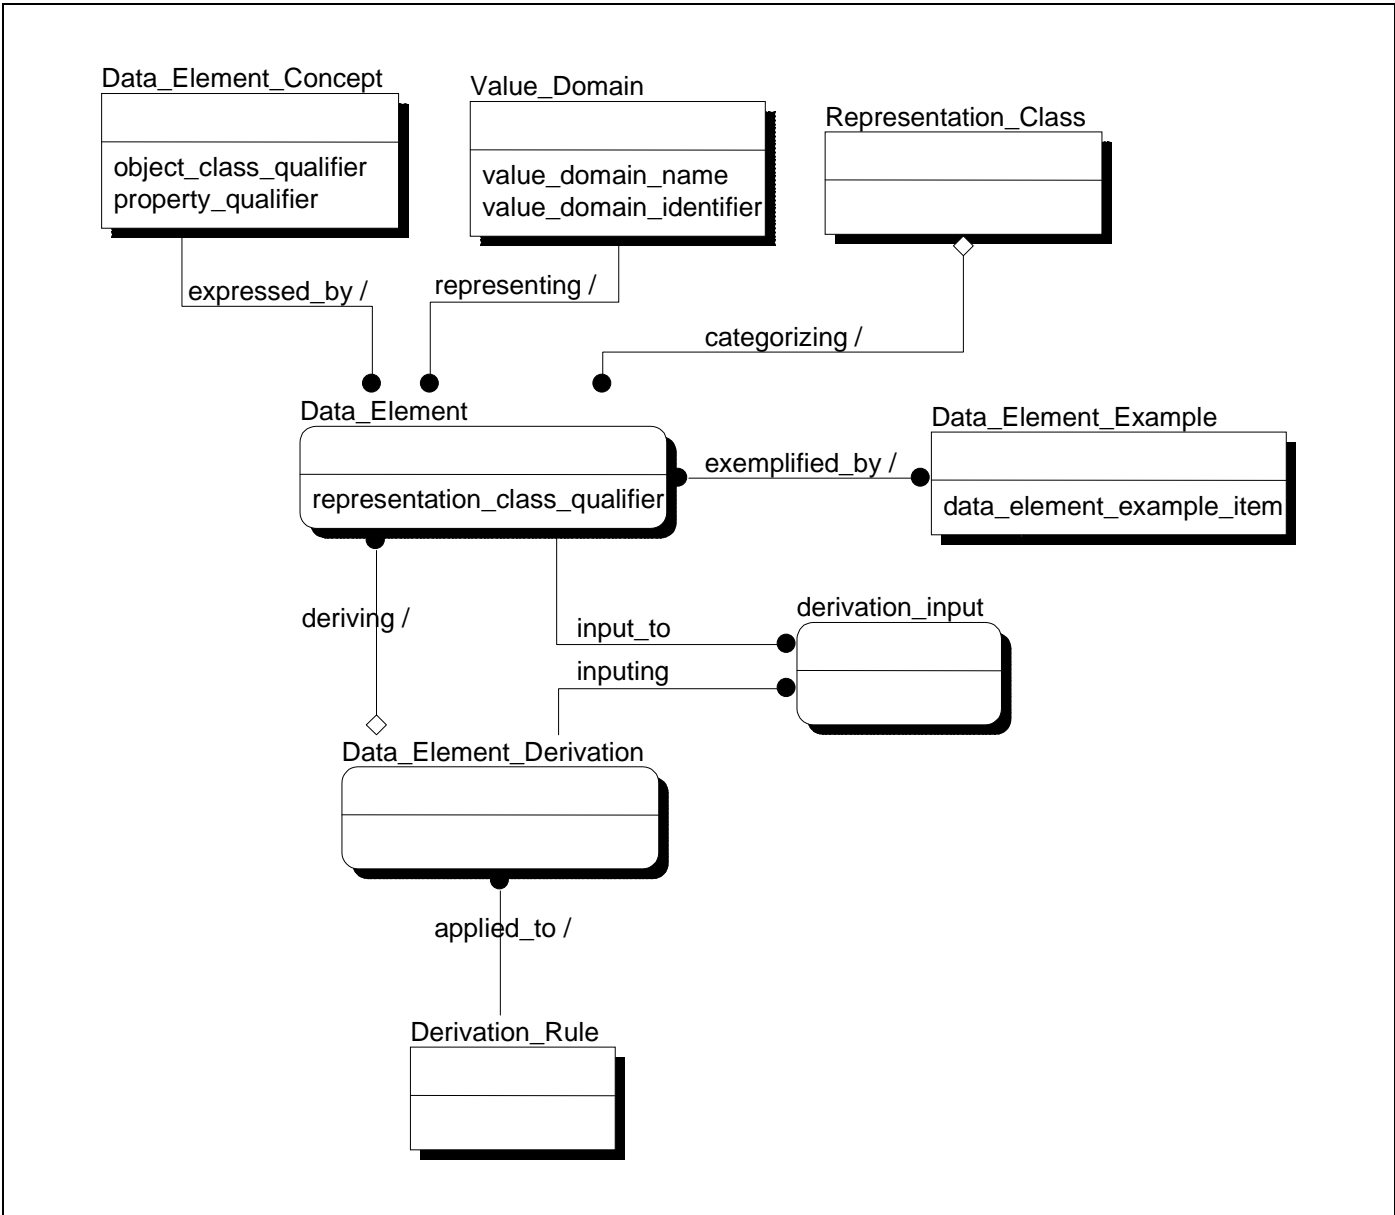 Data_Element_Concept
object_class_qualifier
property_qualifier
Value_Domain
value_domain_name
value_domain_identifier
Representation_Class
expressed_by /
representing /
categorizing /
Data_Element
representation_class_qualifier
exemplified_by /
Data_Element_Example
data_element_example_item
deriving /
input_to
inputing
derivation_input
Data_Element_Derivation
applied_to /
Derivation_Rule